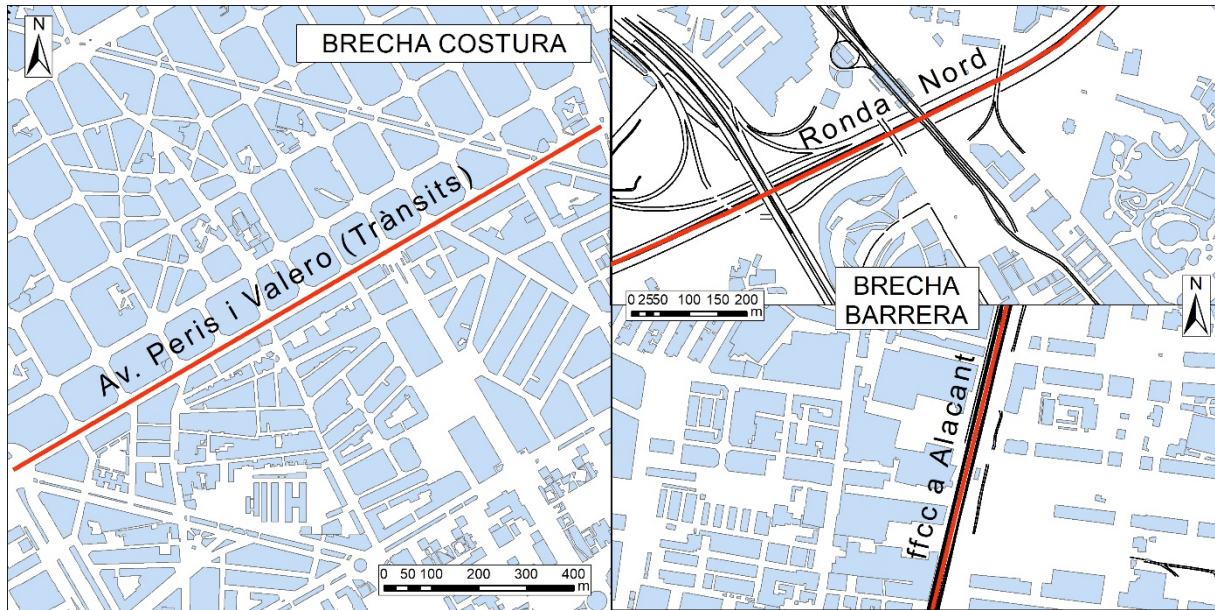 N
BRECHA COSTURA
Av. Peris i Valero (Trànsits)
0 50 100 200 300 400
m
Ronda Nord
0 2550 100 150 200
m
BRECHA
BARRERA
N
ffcc a Alacant